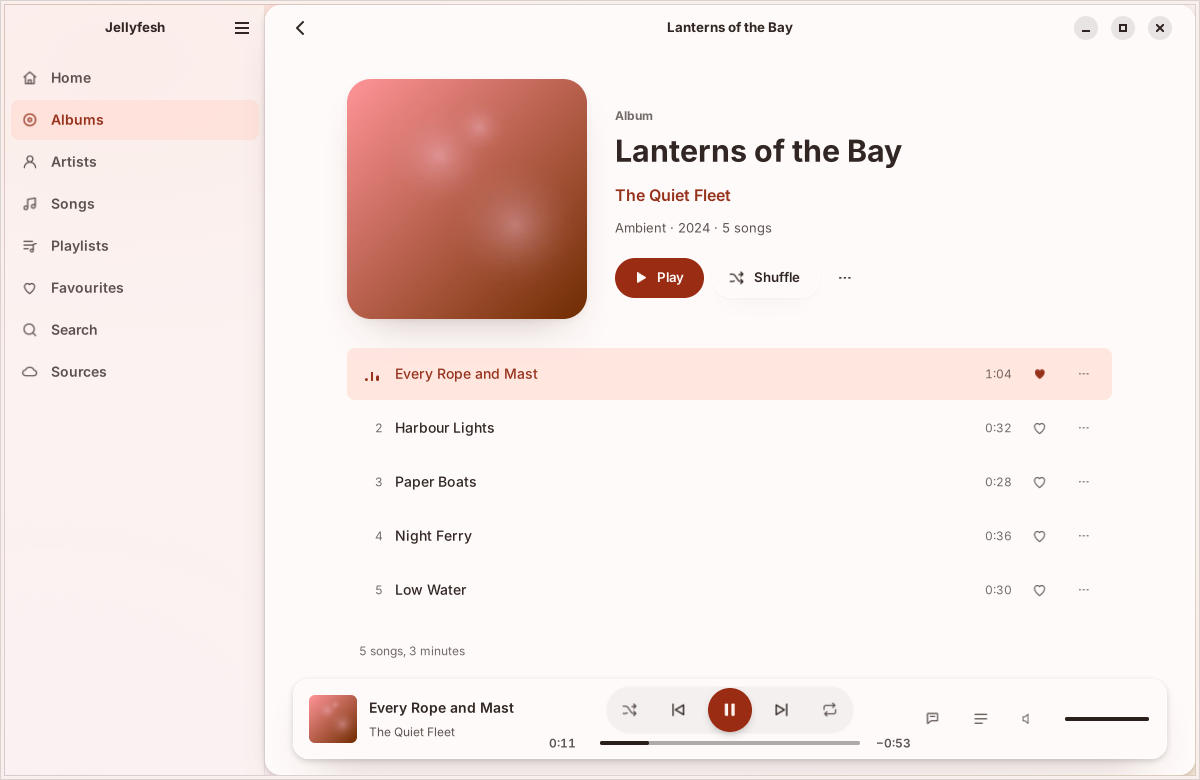 Jellyfesh
Lanterns of the Bay
Home
Albums
Artists
Songs
Playlists
Favourites
Search
Sources
Album
Lanterns of the Bay
The Quiet Fleet
Ambient · 2024 · 5 songs
Play
Shuffle
Every Rope and Mast 1:04
2 Harbour Lights 0:32
3 Paper Boats 0:28
4 Night Ferry 0:36
5 Low Water 0:30
5 songs, 3 minutes
Every Rope and Mast
The Quiet Fleet
0:11 −0:53